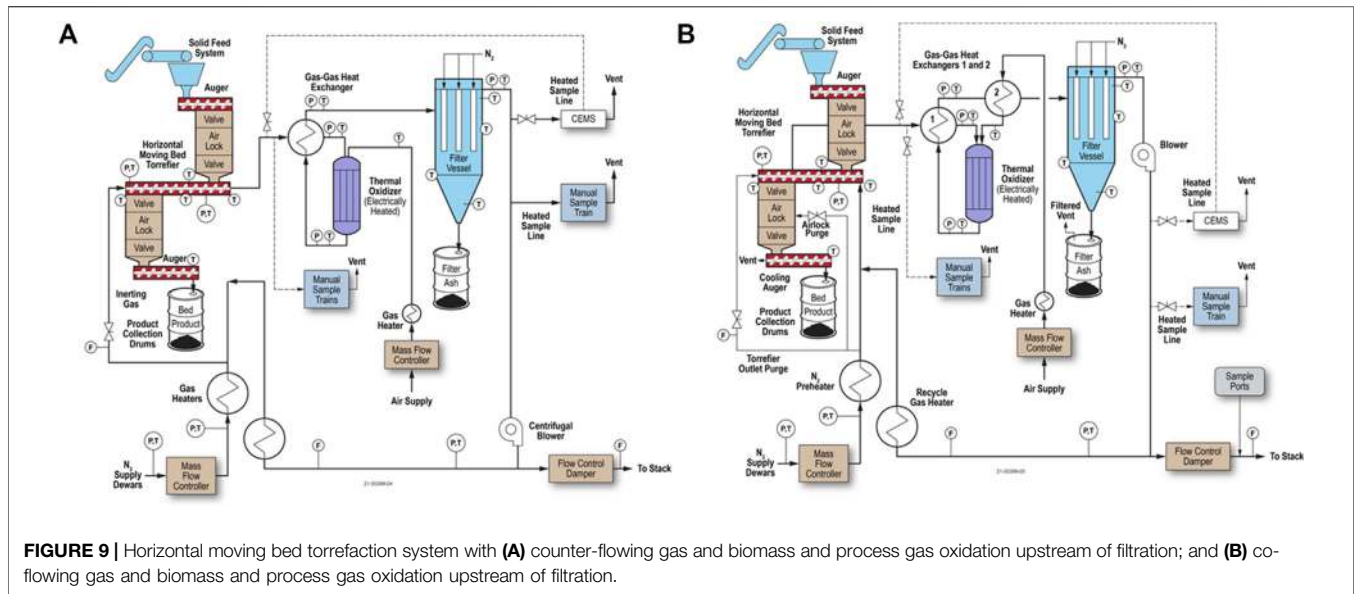 A
Solid Feed
System
Auger
Valve
Air
Lock
Valve
Horizontal
Moving Bed
Torrefier
P,T
T
T
T
T
P,T
Valve
Air
Lock
Valve
Auger
T
Inerting
Gas
Bed
Product
Product
Collection
Drums
F
Gas
Heaters
P,T
P,T
N2
Supply
Dewars
Mass
Flow
Controller
Gas-Gas Heat
Exchanger
P T
P T
T
Thermal
Oxidizer
(Electrically
Heated)
P T
Vent
Manual
Sample
Trains
Gas
Heater
Mass Flow
Controller
Air Supply
N2
P T
T
T
Filter
Vessel
T
T
Filter
Ash
Heated
Sample
Line
Vent
CEMS
Vent
Manual
Sample Train
Heated
Sample
Line
Centrifugal
Blower
F
P,T
Flow Control
Damper
F
To Stack
B
Solid Feed
System
Auger
Valve
Air
Lock
Valve
Horizontal
Moving Bed
Torrefier
P,T
T
T
T
P,T
Valve
Air
Lock
Valve
Airlock
Purge
Vent
Cooling
Auger
Bed
Product
Product
Collection
Drums
F
Torrefier
Outlet Purge
N2
Preheater
P,T
P,T
N2
Supply
Dewars
Mass
Flow
Controller
Heated
Sample
Line
Gas-Gas Heat
Exchangers 1 and 2
1
2
P T
P T
T
Thermal
Oxidizer
(Electrically
Heated)
P T
Vent
Manual
Sample
Trains
Gas
Heater
Mass Flow
Controller
Air Supply
Recycle
Gas Heater
N2
P T
T
T
Filter
Vessel
T
T
Filtered
Vent
Filter
Ash
Blower
Heated
Sample
Line
Vent
CEMS
Vent
Manual
Sample
Train
Heated
Sample
Line
Sample
Ports
F
P,T
Flow Control
Damper
F
To Stack
FIGURE 9 | Horizontal moving bed torrefaction system with (A) counter-flowing gas and biomass and process gas oxidation upstream of filtration; and (B) co-
flowing gas and biomass and process gas oxidation upstream of filtration.